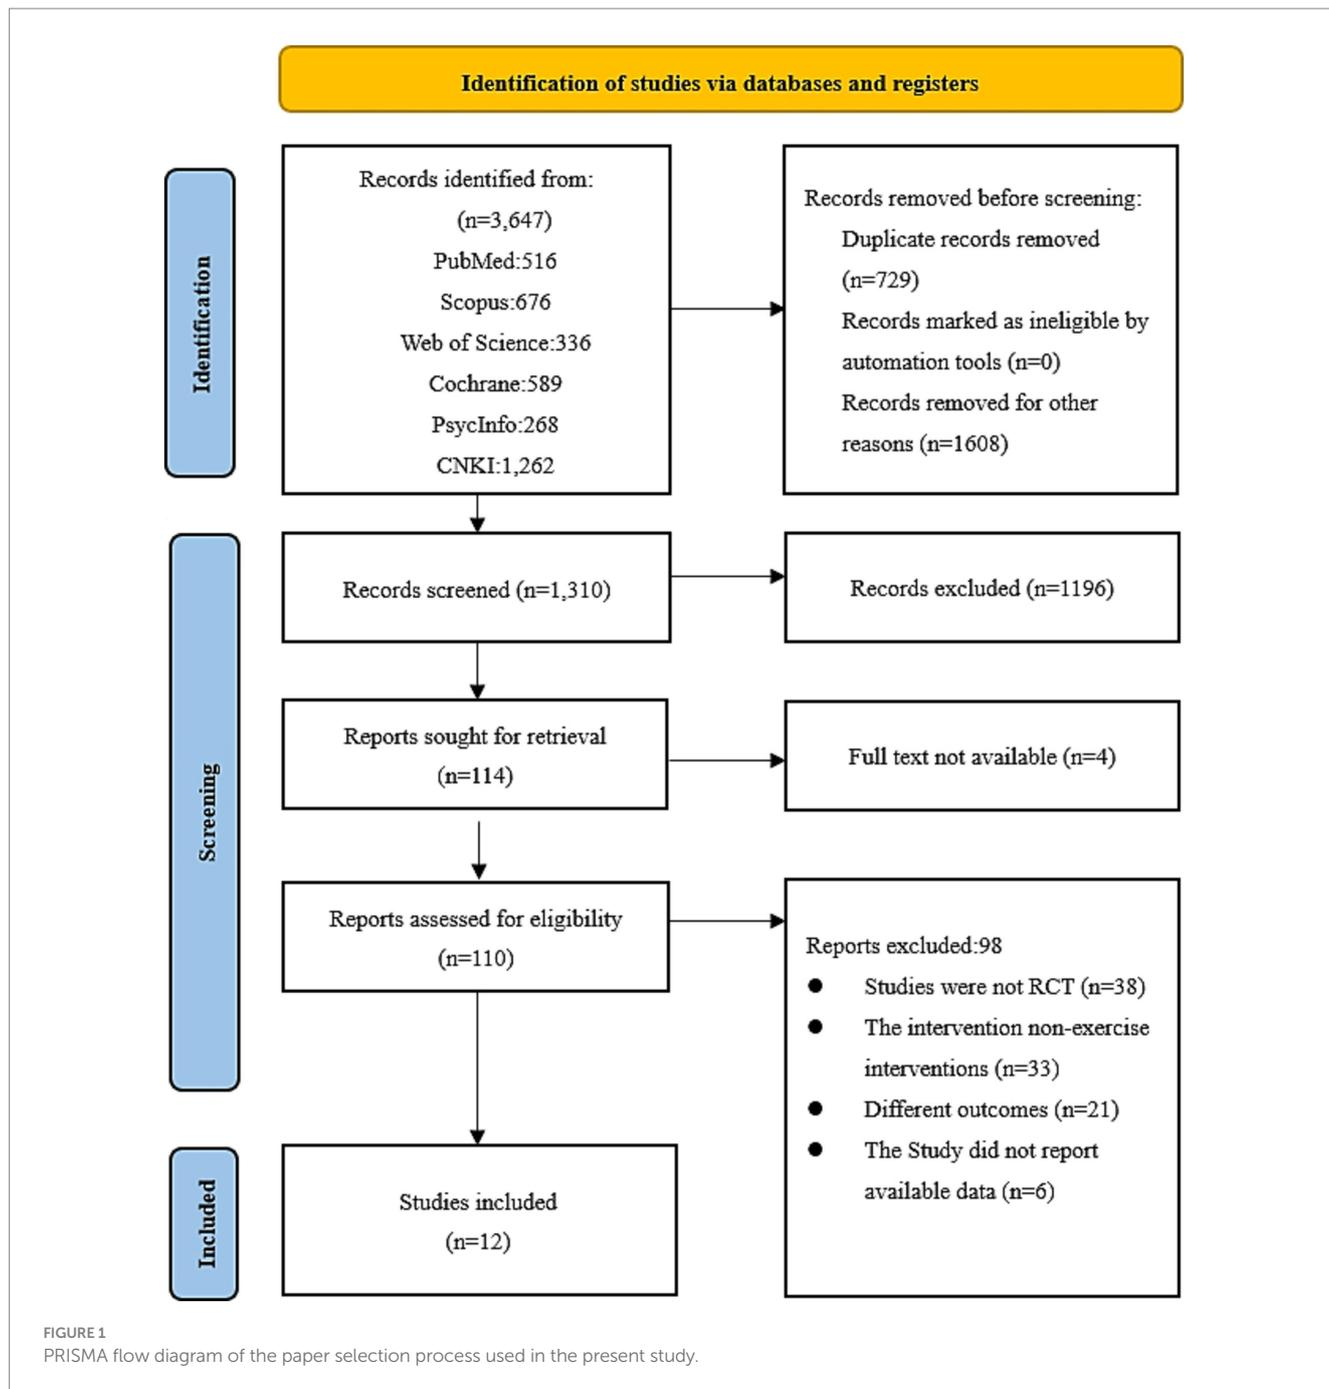 Identification of studies via databases and registers
Identification
Records identified from:
(n=3,647)
PubMed:516
Scopus:676
Web of Science:336
Cochrane:589
PsycInfo:268
CNKI:1,262
Records removed before screening:
Duplicate records removed
(n=729)
Records marked as ineligible by
automation tools (n=0)
Records removed for other
reasons (n=1608)
Screening
Records screened (n=1,310)
Records excluded (n=1196)
Reports sought for retrieval
(n=114)
Full text not available (n=4)
Reports assessed for eligibility
(n=110)
Reports excluded:98
● Studies were not RCT (n=38)
● The intervention non-exercise
interventions (n=33)
● Different outcomes (n=21)
● The Study did not report
available data (n=6)
Included
Studies included
(n=12)
FIGURE 1
PRISMA flow diagram of the paper selection process used in the present study.